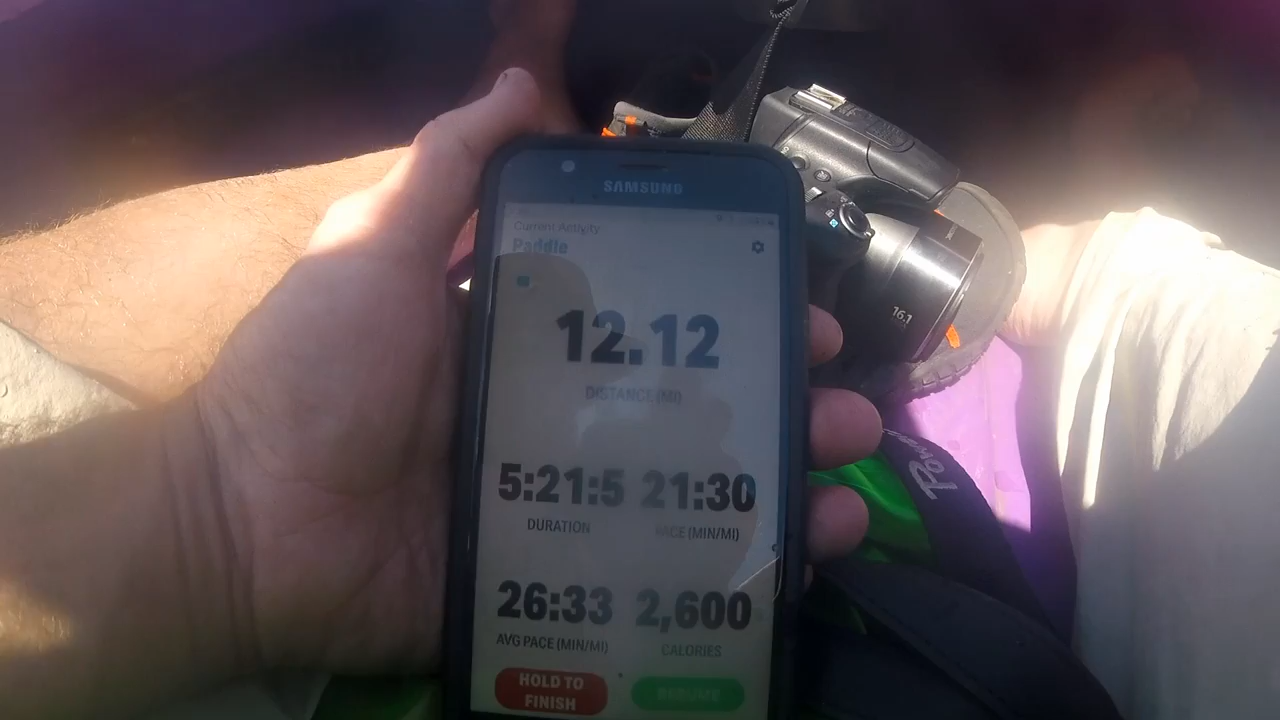 SAMSUNG
Current Activity
Paddle
12.12
DISTANCE (MI)
5:21:5 21:30
DURATION PACE (MIN/MI)
26:33 2,600
AVG PACE (MIN/MI) CALORIES
HOLD TO
FINISH
RESUME
16.1